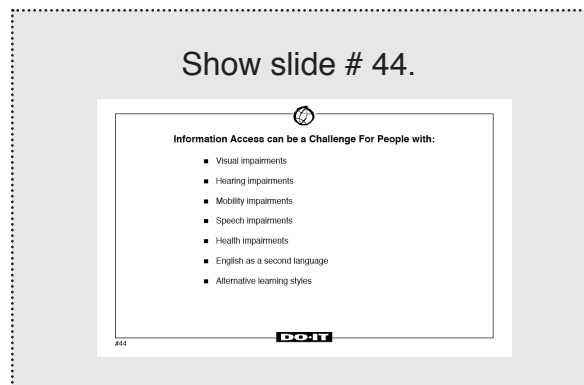 Show slide # 44.
Information Access can be a Challenge For People with:
■ Visual impairments
■ Hearing impairments
■ Mobility impairments
■ Speech impairments
■ Health impairments
■ English as a second language
■ Alternative learning styles
DO-IT
#44